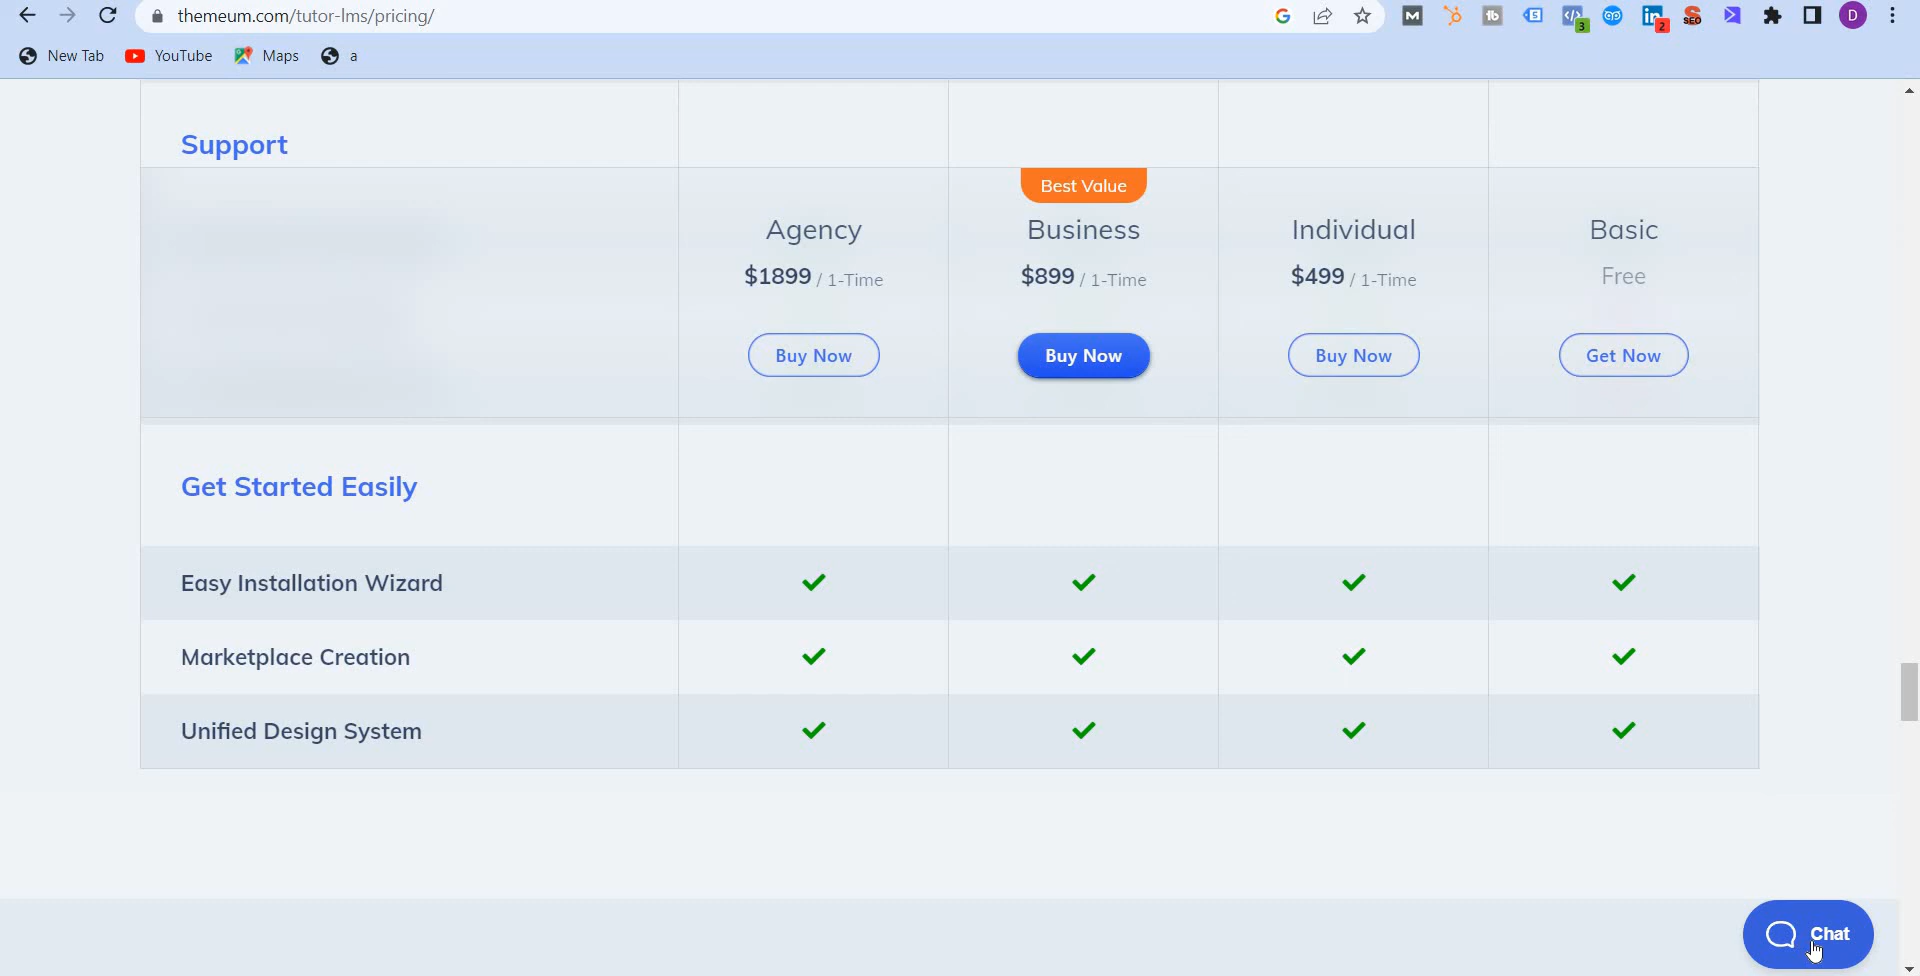 themeum.com/tutor-lms/pricing/
New Tab YouTube Maps a
Support
Best Value
Agency Business Individual Basic
$1899 / 1-Time $899 / 1-Time $499 / 1-Time Free
Buy Now Buy Now Buy Now Get Now
Get Started Easily
Easy Installation Wizard
Marketplace Creation
Unified Design System
Chat